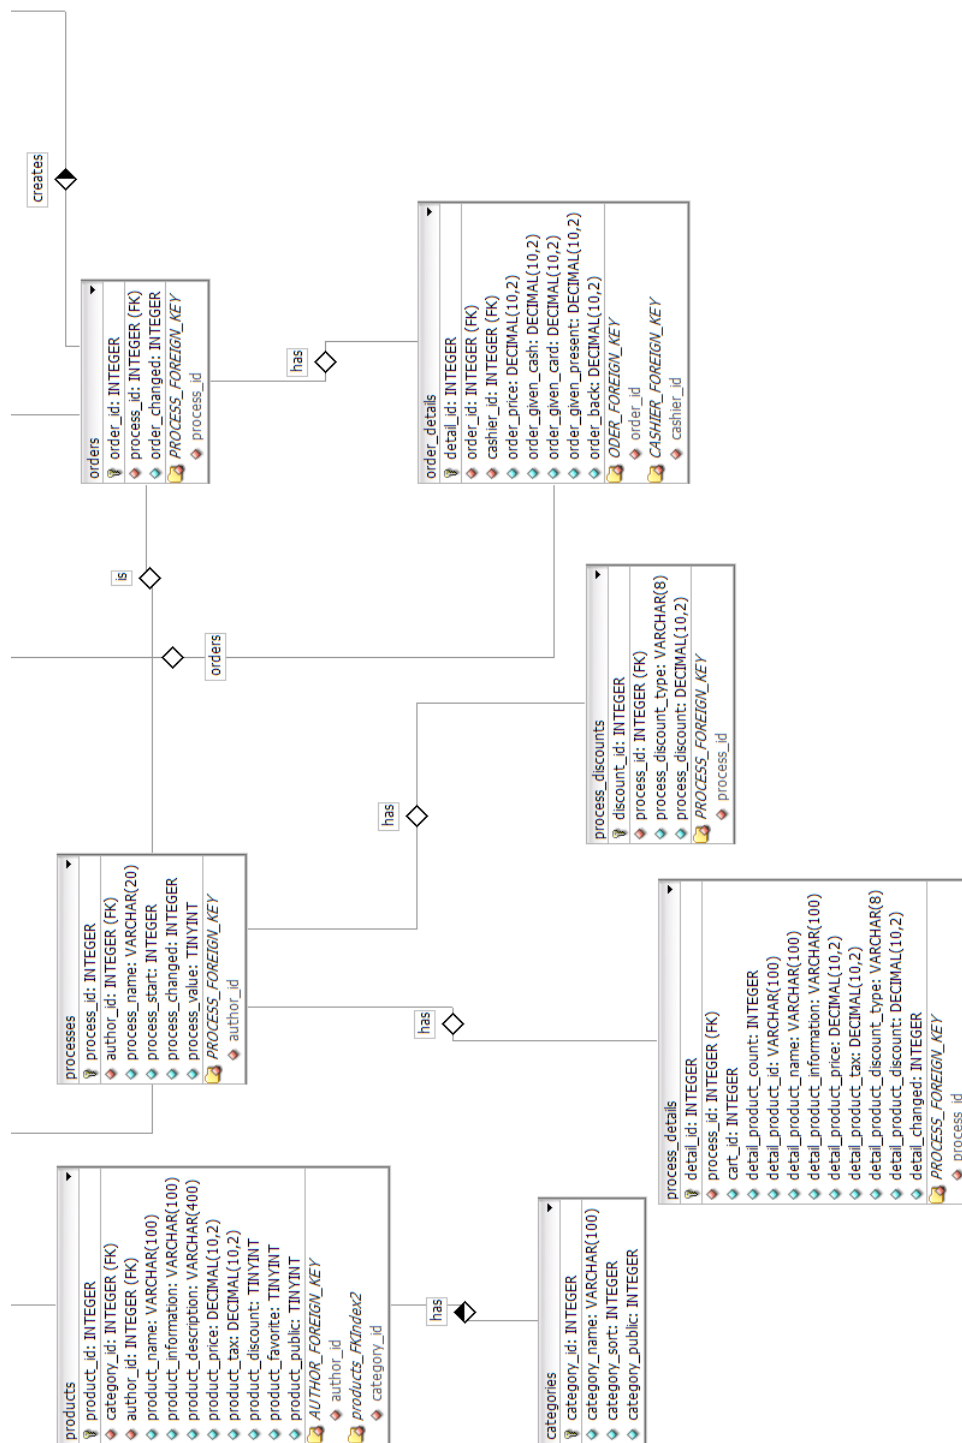 products
product_id: INTEGER
category_id: INTEGER (FK)
author_id: INTEGER (FK)
product_name: VARCHAR(100)
product_information: VARCHAR(100)
product_description: VARCHAR(400)
product_price: DECIMAL(10,2)
product_tax: DECIMAL(10,2)
product_discount: TINYINT
product_favorite: TINYINT
product_public: TINYINT
AUTHOR_FOREIGN_KEY
author_id
products_FKIndex2
category_id
has
categories
category_id: INTEGER
category_name: VARCHAR(100)
category_sort: INTEGER
category_public: INTEGER
processes
process_id: INTEGER
author_id: INTEGER (FK)
process_name: VARCHAR(20)
process_start: INTEGER
process_changed: INTEGER
process_value: TINYINT
PROCESS_FOREIGN_KEY
author_id
has
has
process_details
detail_id: INTEGER
process_id: INTEGER (FK)
cart_id: INTEGER
detail_product_count: INTEGER
detail_product_id: VARCHAR(100)
detail_product_name: VARCHAR(100)
detail_product_information: VARCHAR(100)
detail_product_price: DECIMAL(10,2)
detail_product_tax: DECIMAL(10,2)
detail_product_discount_type: VARCHAR(8)
detail_product_discount: DECIMAL(10,2)
detail_changed: INTEGER
PROCESS_FOREIGN_KEY
process_id
process_discounts
discount_id: INTEGER
process_id: INTEGER (FK)
process_discount_type: VARCHAR(8)
process_discount: DECIMAL(10,2)
PROCESS_FOREIGN_KEY
process_id
is
orders
orders
order_id: INTEGER
process_id: INTEGER (FK)
order_changed: INTEGER
PROCESS_FOREIGN_KEY
process_id
has
order_details
detail_id: INTEGER
order_id: INTEGER (FK)
cashier_id: INTEGER (FK)
order_price: DECIMAL(10,2)
order_given_cash: DECIMAL(10,2)
order_given_card: DECIMAL(10,2)
order_given_present: DECIMAL(10,2)
order_back: DECIMAL(10,2)
ODER_FOREIGN_KEY
order_id
CASHIER_FOREIGN_KEY
cashier_id
creates